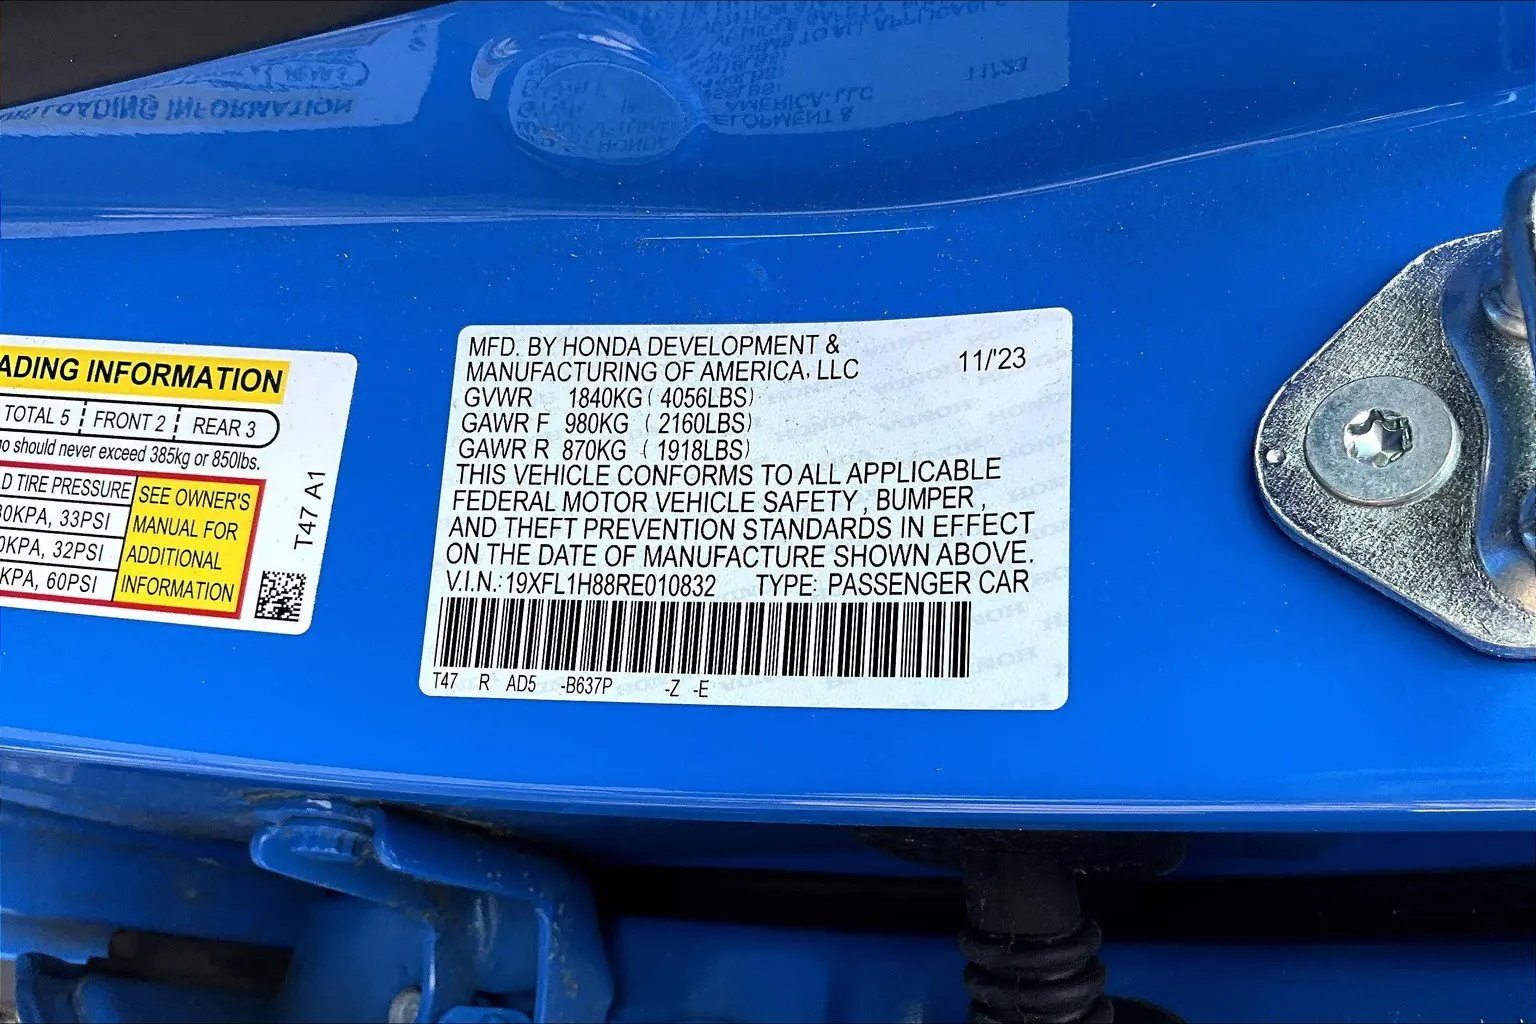 ADING INFORMATION
TOTAL 5 FRONT 2 REAR 3
go should never exceed 385kg or 850lbs.
D TIRE PRESSURE
30KPA, 33PSI
0KPA, 32PSI
KPA, 60PSI
SEE OWNER'S
MANUAL FOR
ADDITIONAL
INFORMATION
T47 A1
MFD. BY HONDA DEVELOPMENT &
MANUFACTURING OF AMERICA, LLC 11/'23
GVWR 1840KG ( 4056LBS)
GAWR F 980KG ( 2160LBS)
GAWR R 870KG ( 1918LBS)
THIS VEHICLE CONFORMS TO ALL APPLICABLE
FEDERAL MOTOR VEHICLE SAFETY , BUMPER ,
AND THEFT PREVENTION STANDARDS IN EFFECT
ON THE DATE OF MANUFACTURE SHOWN ABOVE.
V.I.N.: 19XFL1H88RE010832 TYPE: PASSENGER CAR
T47 R AD5 -B637P -Z -E